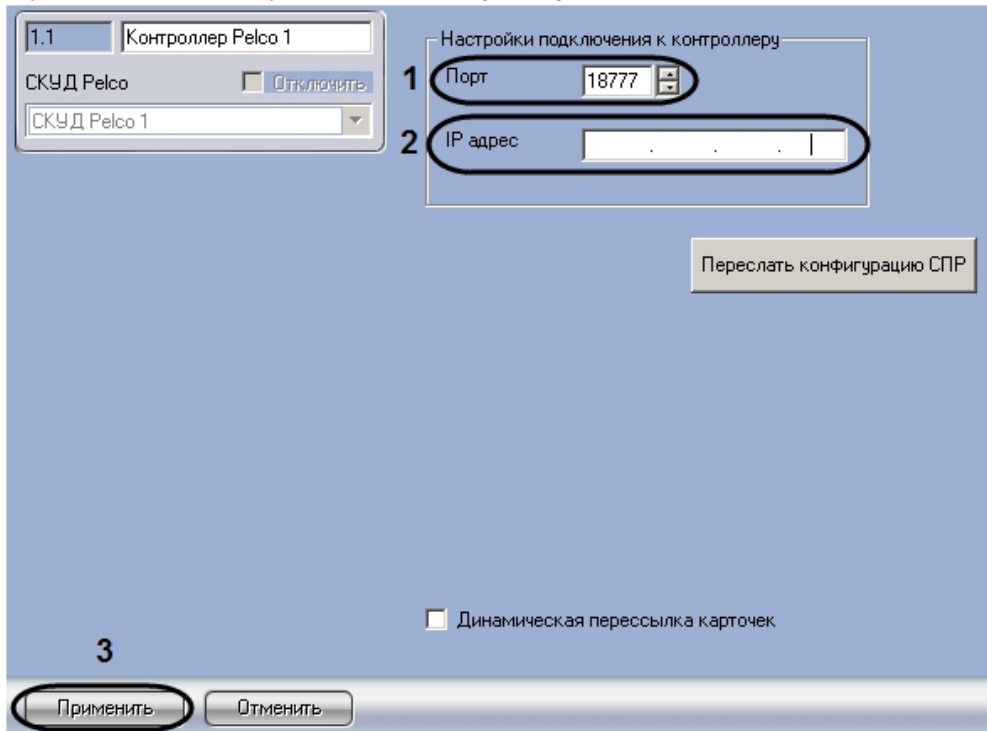 1.1 Контроллер Pelco 1
СКУД Pelco Отключить
СКУД Pelco 1
Настройки подключения к контроллеру
1 Порт 18777
2 IP адрес . . .
Переслать конфигурацию СПР
Динамическая перессылка карточек
3
Применить Отменить